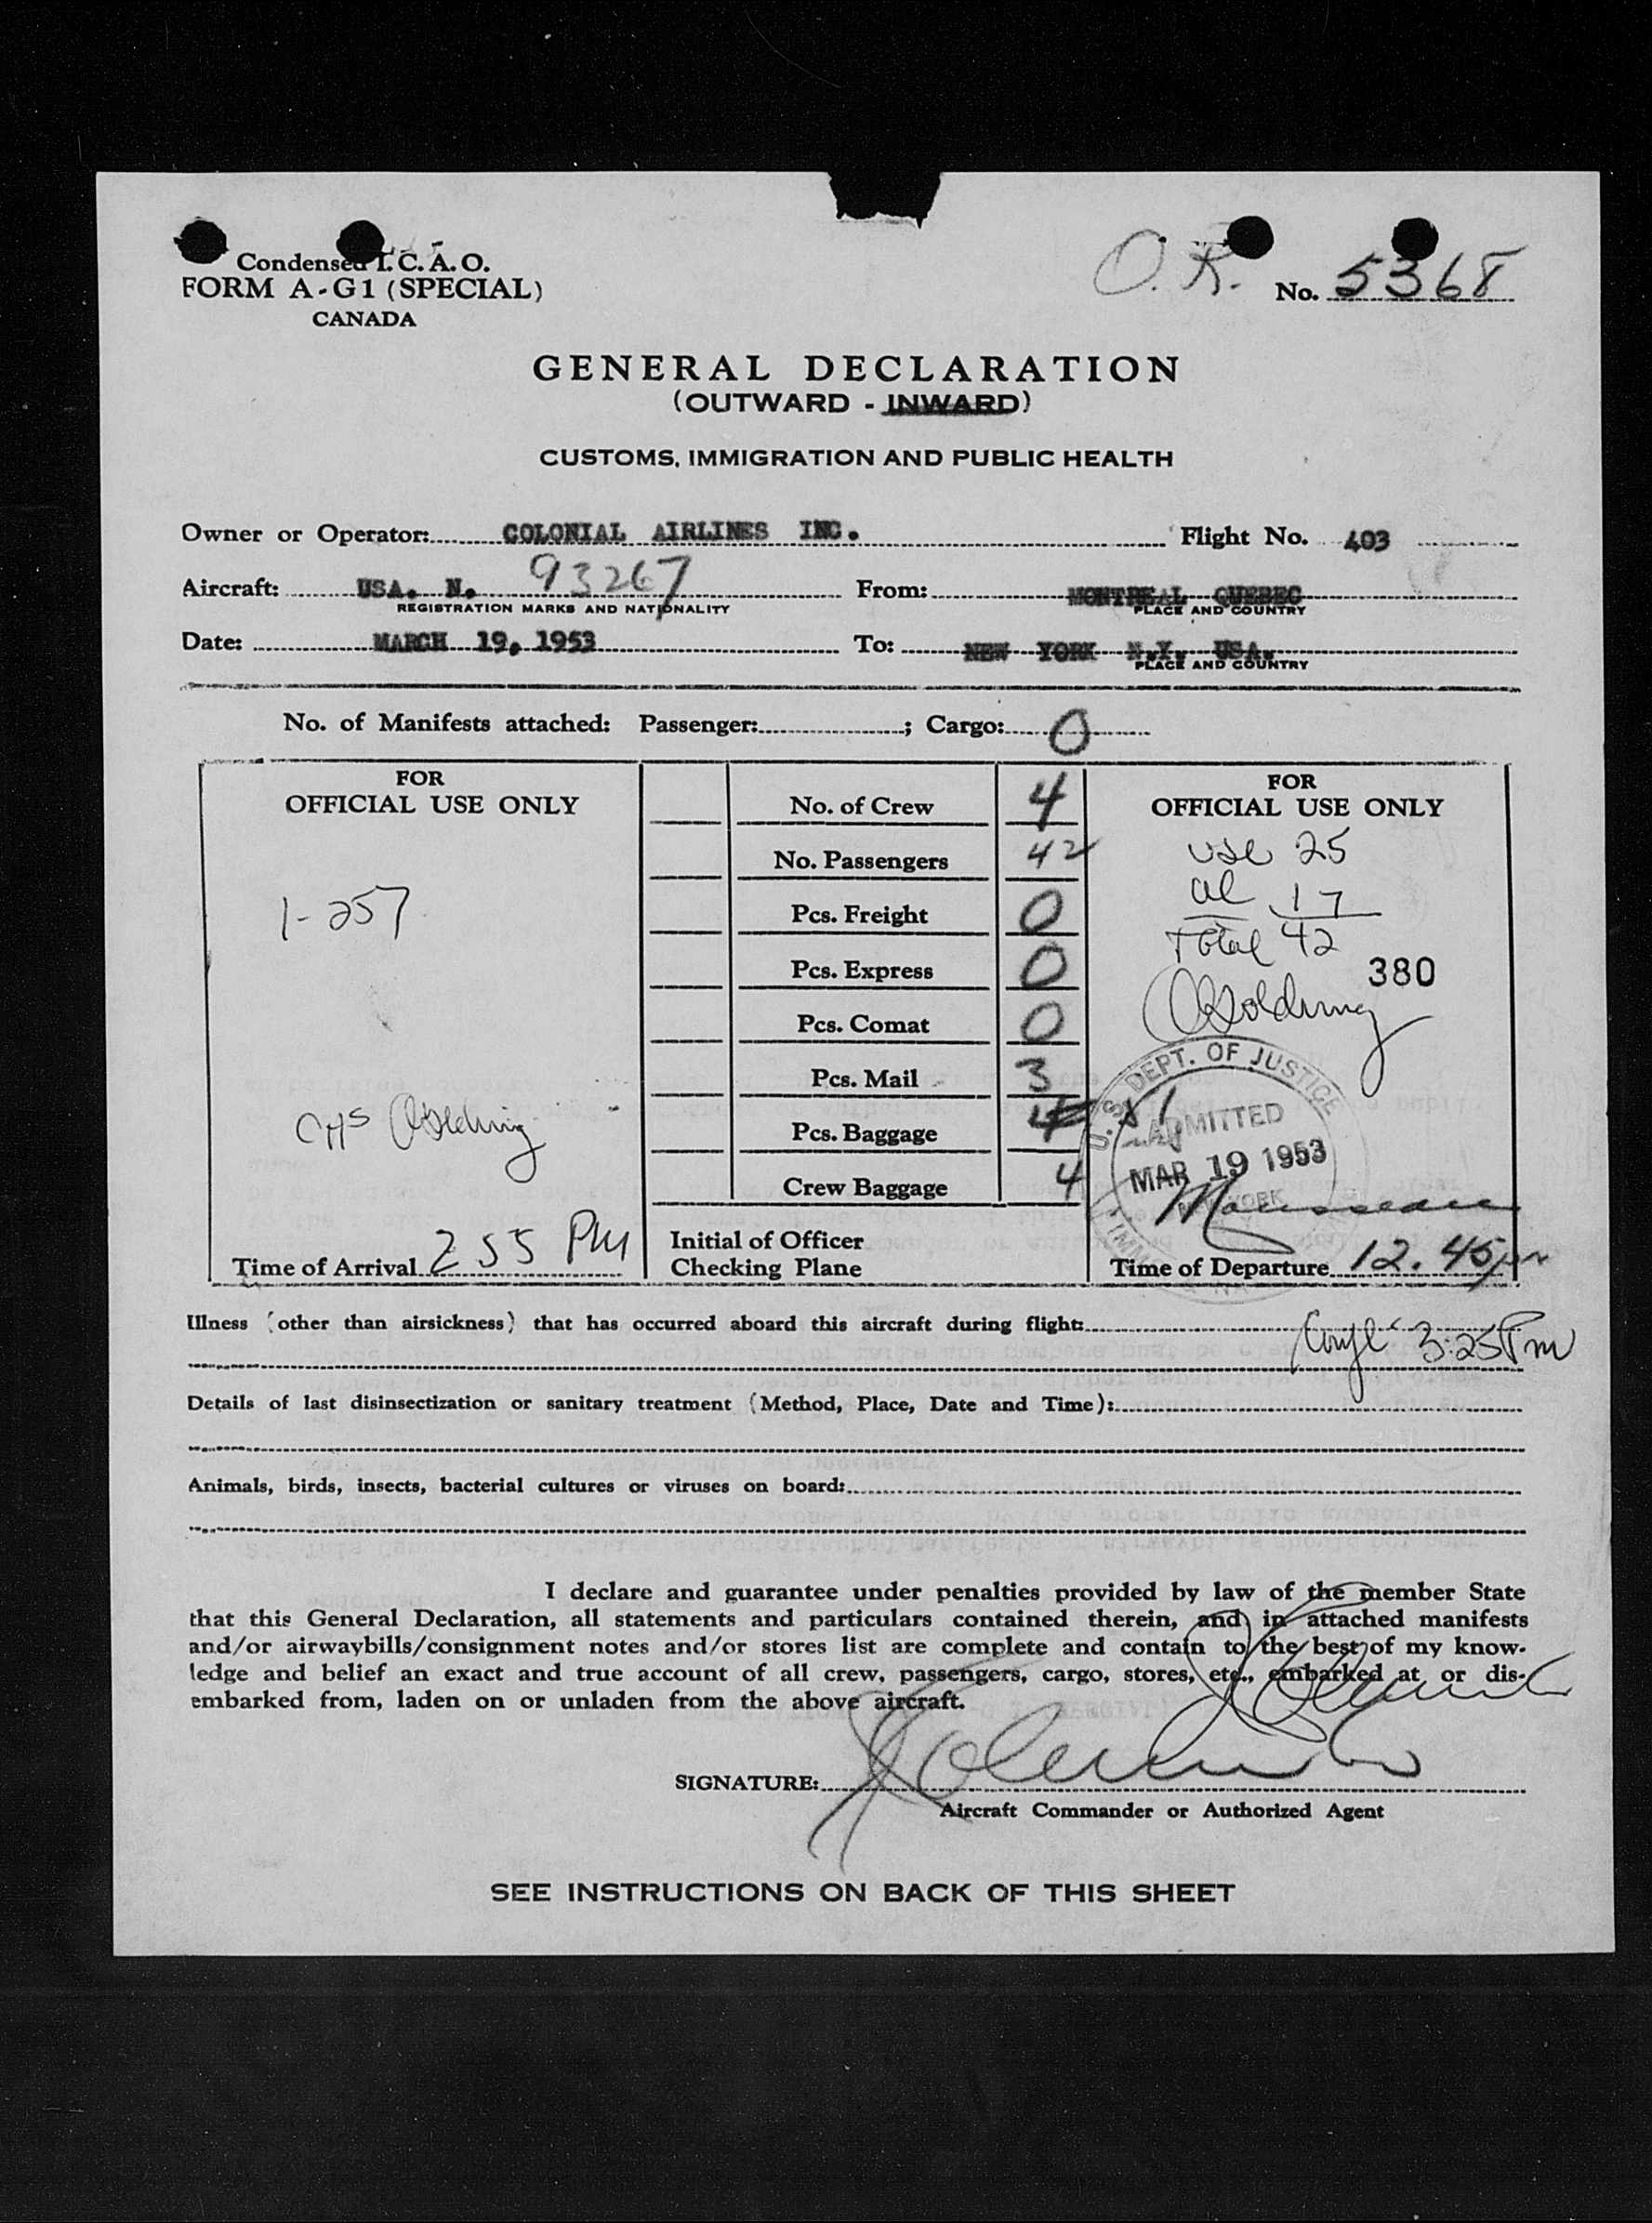 Condensed I. C. A. O.
FORM A-G1 (SPECIAL)
CANADA
O. K. No. 5368
GENERAL DECLARATION
(OUTWARD - INWARD)
CUSTOMS, IMMIGRATION AND PUBLIC HEALTH
Owner or Operator: COLONIAL AIRLINES INC. Flight No. 403
Aircraft: USA. N. 93267 From: MONTREAL QUEBEC
REGISTRATION MARKS AND NATIONALITY PLACE AND COUNTRY
Date: MARCH 19, 1953 To: NEW YORK N.Y. USA.
PLACE AND COUNTRY
No. of Manifests attached: Passenger: ; Cargo: 0
FOR
OFFICIAL USE ONLY
1-257
Time of Arrival 255 PM
No. of Crew 4
No. Passengers 42
Pcs. Freight 0
Pcs. Express 0
Pcs. Comat 0
Pcs. Mail 3
Pcs. Baggage
Crew Baggage 4
Initial of Officer
Checking Plane
FOR
OFFICIAL USE ONLY
usc 25
al 17
Total 42
380
U.S. DEPT. OF JUSTICE
ADMITTED
MAR 19 1953
Time of Departure 12.45 pm
Illness (other than airsickness) that has occurred aboard this aircraft during flight:
3:25 Pm
Details of last disinsectization or sanitary treatment (Method, Place, Date and Time):
Animals, birds, insects, bacterial cultures or viruses on board:
I declare and guarantee under penalties provided by law of the member State
that this General Declaration, all statements and particulars contained therein, and in attached manifests
and/or airwaybills/consignment notes and/or stores list are complete and contain to the best of my know-
ledge and belief an exact and true account of all crew, passengers, cargo, stores, etc., embarked at or dis-
embarked from, laden on or unladen from the above aircraft.
SIGNATURE:
Aircraft Commander or Authorized Agent
SEE INSTRUCTIONS ON BACK OF THIS SHEET